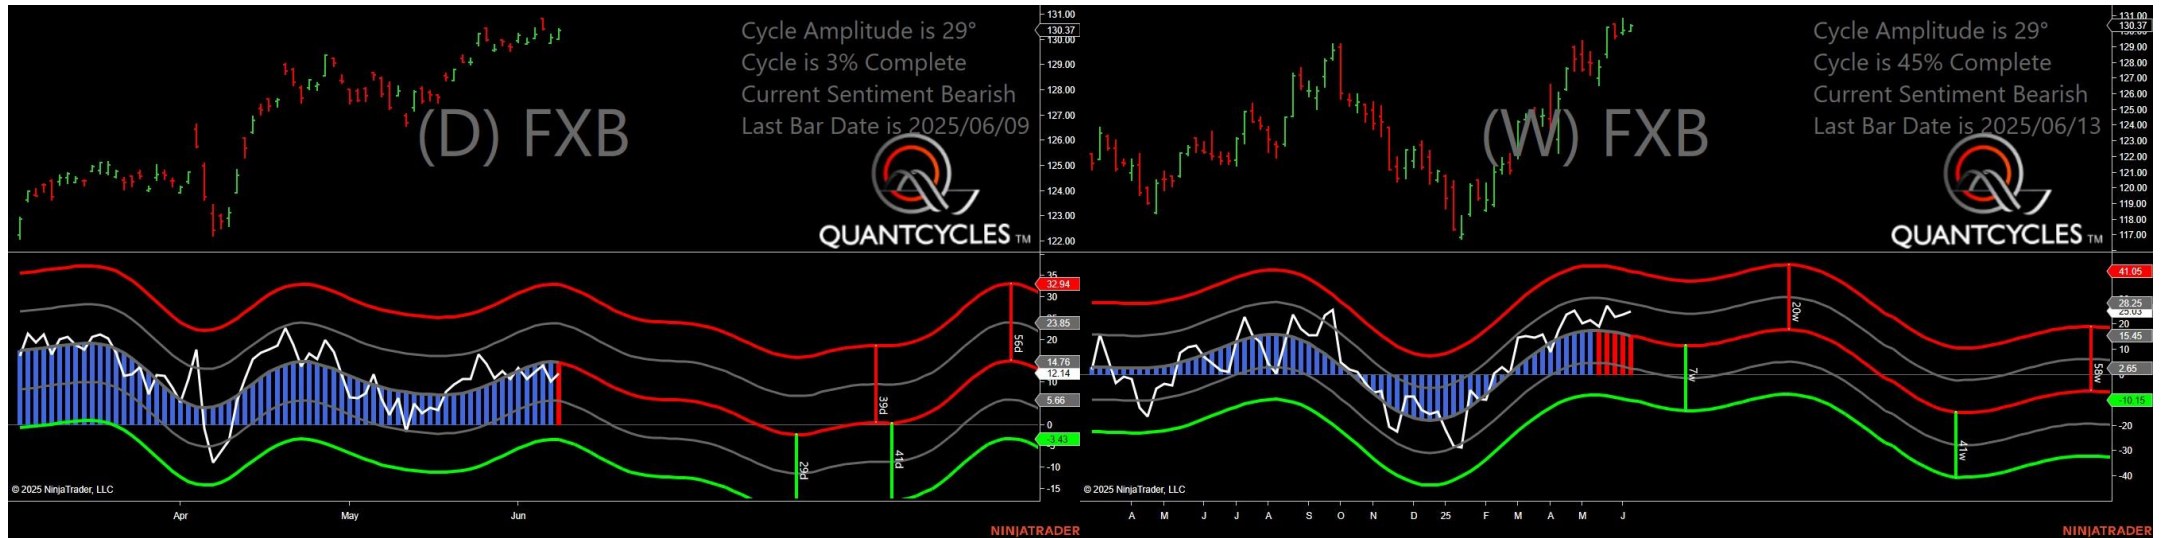 Cycle Amplitude is 29°
Cycle is 3% Complete
Current Sentiment Bearish
Last Bar Date is 2025/06/09
(D) FXB
QUANTCYCLES TM
131.00
130.37
130.00
129.00
128.00
127.00
126.00
125.00
124.00
123.00
122.00
35
32.94
30
23.85
20
14.76
12.14
10
5.66
0
-3.43
-10
-15
56d
39d
29d
41d
© 2025 NinjaTrader, LLC
Apr May Jun
NINJATRADER
Cycle Amplitude is 29°
Cycle is 45% Complete
Current Sentiment Bearish
Last Bar Date is 2025/06/13
(W) FXB
QUANTCYCLES TM
131.00
130.37
129.00
128.00
127.00
126.00
125.00
124.00
123.00
122.00
121.00
120.00
119.00
118.00
117.00
41.05
28.25
25.03
20
15.45
10
2.65
0
-10.15
-20
-30
-40
20w
7w
58w
41w
© 2025 NinjaTrader, LLC
A M J J A S O N D 25 F M A M J
NINJATRADER